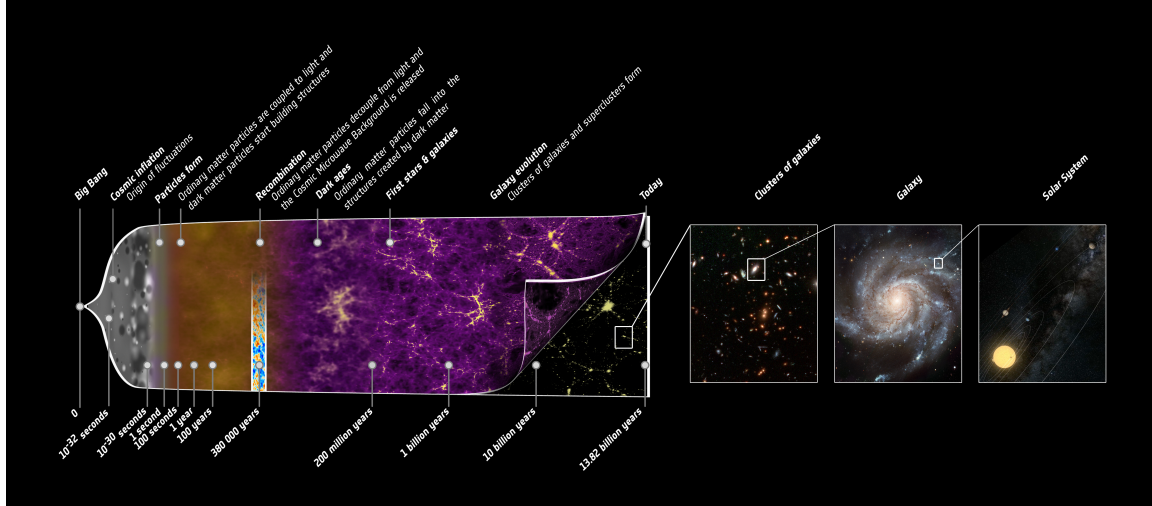 Big Bang
Cosmic inflation
Origin of fluctuations
Particles form
Ordinary matter particles are coupled to light and
dark matter particles start building structures
Recombination
Ordinary matter particles decouple from light and
the Cosmic Microwave Background is released
Dark ages
Ordinary matter particles fall into the
structures created by dark matter
First stars & galaxies
Galaxy evolution
Clusters of galaxies and superclusters form
Today
Clusters of galaxies
Galaxy
Solar System
0
10-32 seconds
10-30 seconds
1 second
100 seconds
1 year
100 years
380 000 years
200 million years
1 billion years
10 billion years
13.82 billion years